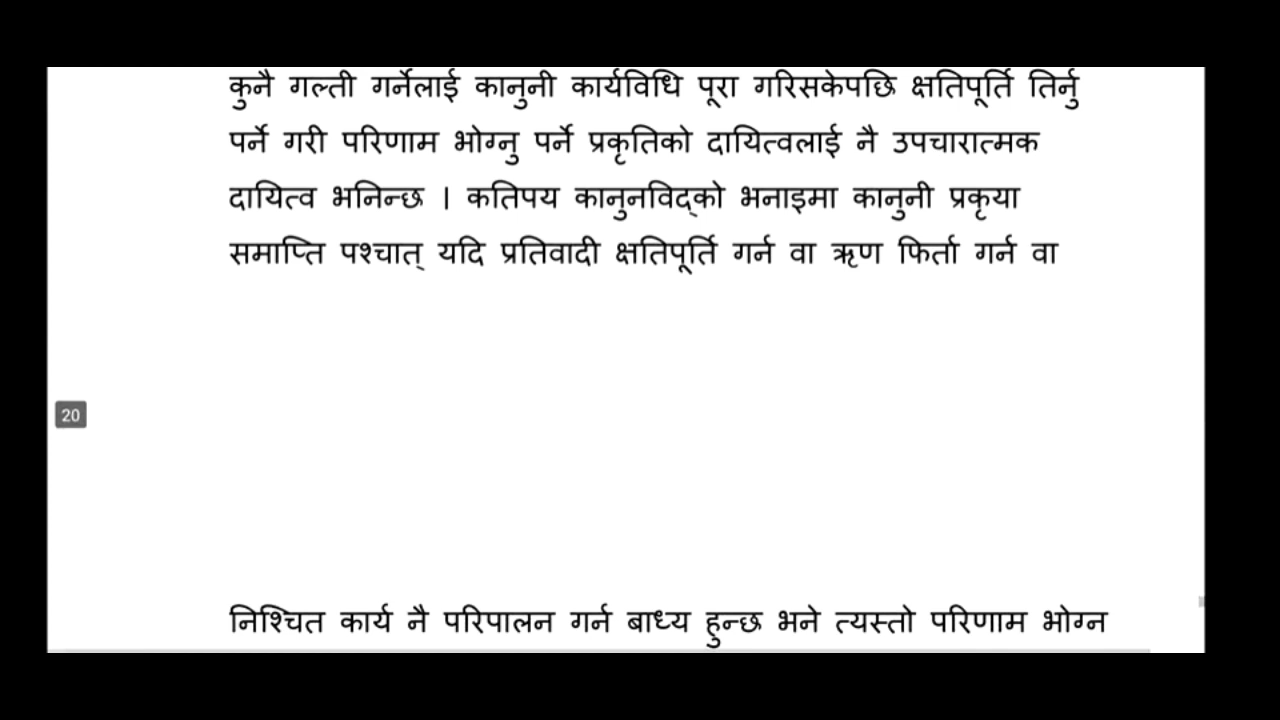 कुनै गल्ती गर्नेलाई कानुनी कार्यविधि पूरा गरिसकेपछि क्षतिपूर्ति तिर्नु
पर्ने गरी परिणाम भोग्नु पर्ने प्रकृतिको दायित्वलाई नै उपचारात्मक
दायित्व भनिन्छ । कतिपय कानुनविद्को भनाइमा कानुनी प्रकृया
समाप्ति पश्चात् यदि प्रतिवादी क्षतिपूर्ति गर्न वा ऋण फिर्ता गर्न वा
20
निश्चित कार्य नै परिपालन गर्न बाध्य हुन्छ भने त्यस्तो परिणाम भोग्न